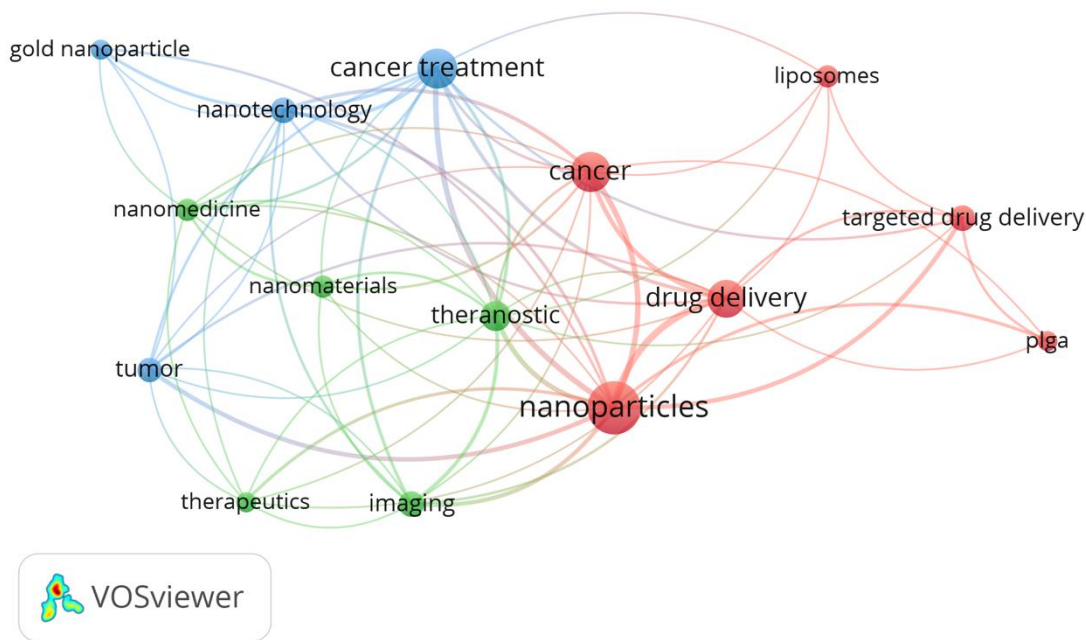 gold nanoparticle
cancer treatment
liposomes
nanotechnology
cancer
nanomedicine
targeted drug delivery
nanomaterials
drug delivery
theranostic
plga
tumor
nanoparticles
therapeutics
imaging
VOSviewer